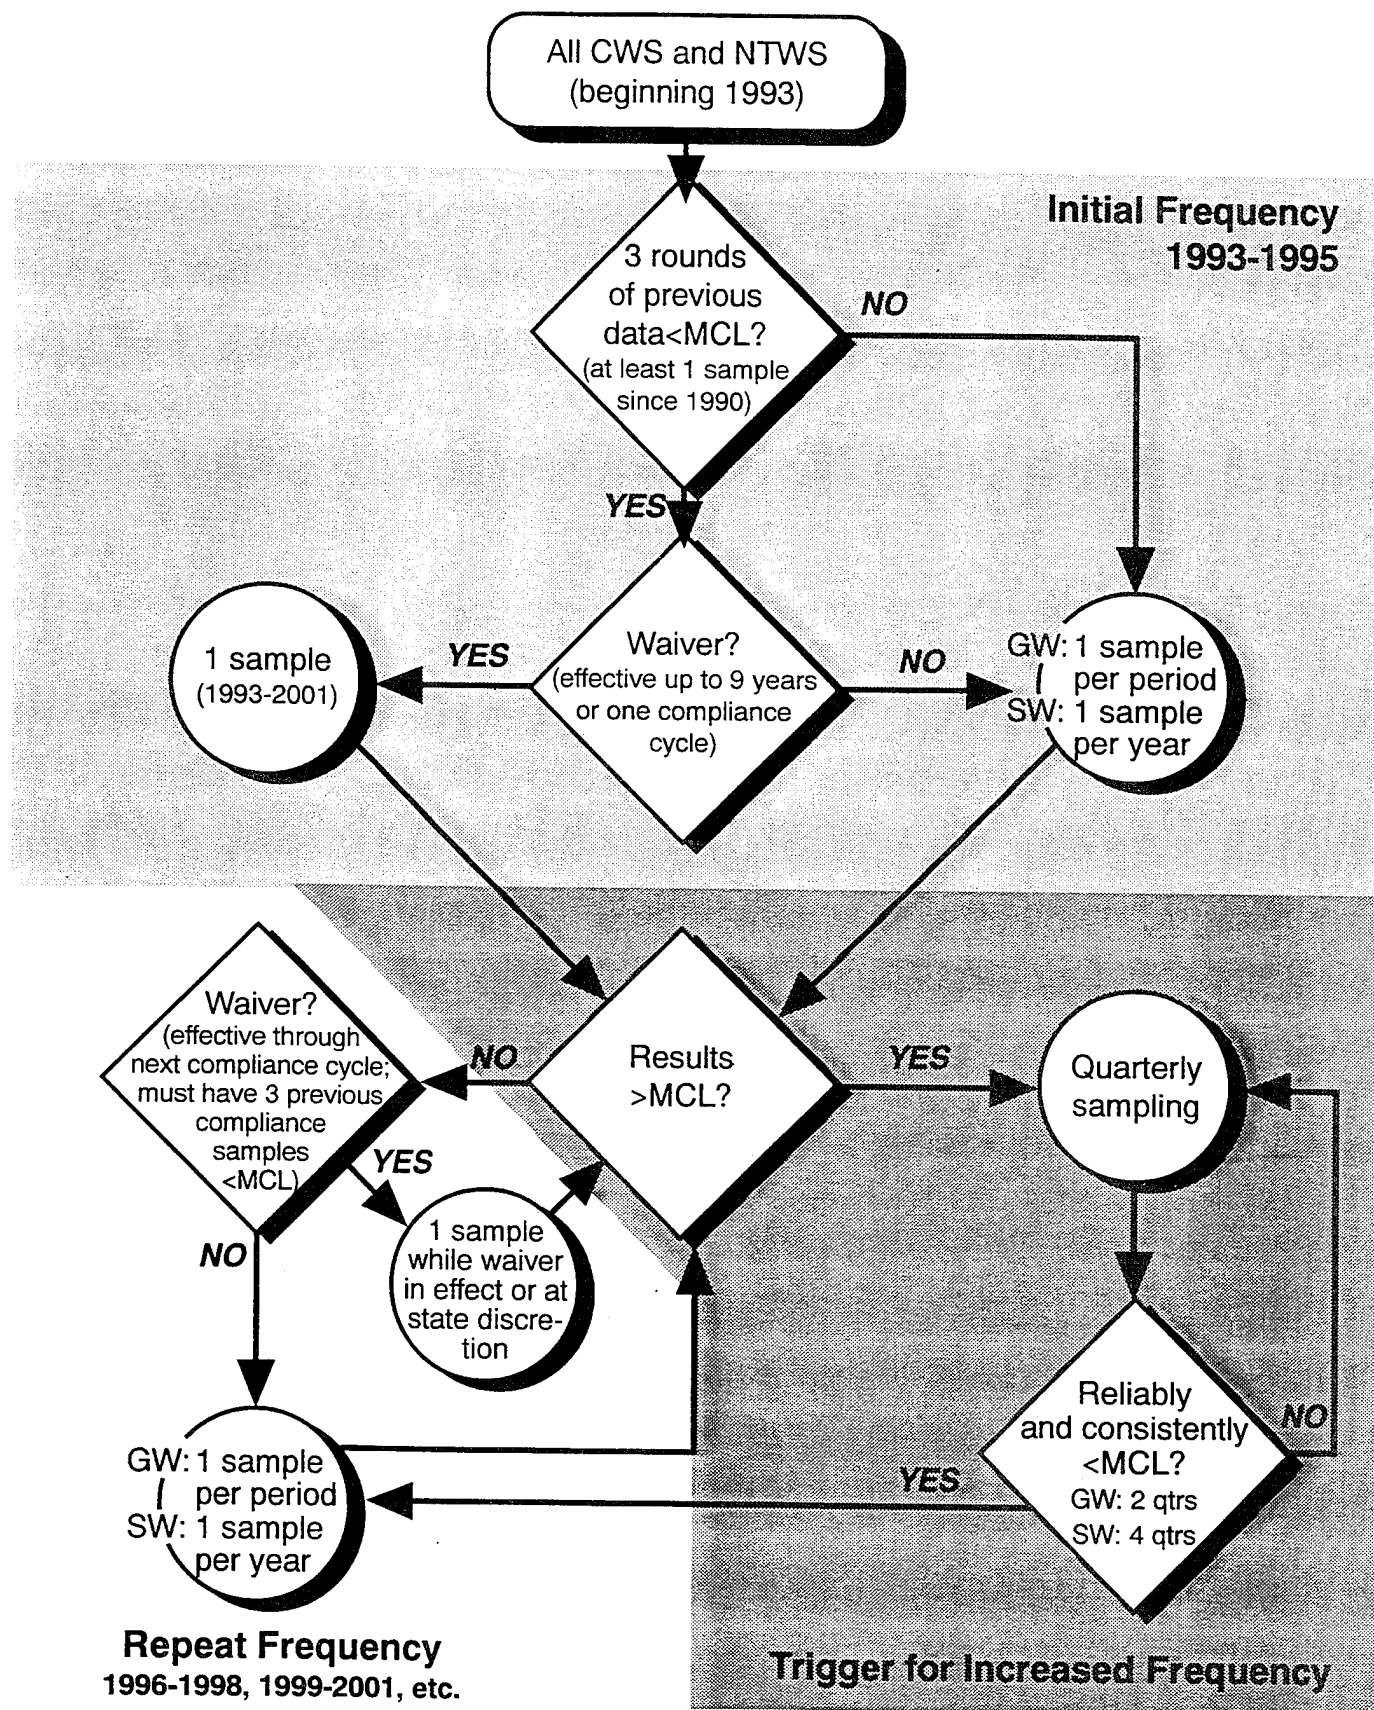 All CWS and NTWS
(beginning 1993)
Initial Frequency
1993-1995
3 rounds
of previous
data<MCL?
(at least 1 sample
since 1990)
NO
YES
Waiver?
(effective up to 9 years
or one compliance
cycle)
YES
NO
1 sample
(1993-2001)
GW: 1 sample
per period
SW: 1 sample
per year
Waiver?
(effective through
next compliance cycle;
must have 3 previous
compliance
samples
<MCL)
NO
Results
>MCL?
YES
Quarterly
sampling
YES
NO
1 sample
while waiver
in effect or at
state discre-
tion
Reliably
and consistently
<MCL?
GW: 2 qtrs
SW: 4 qtrs
NO
YES
GW: 1 sample
per period
SW: 1 sample
per year
Repeat Frequency
1996-1998, 1999-2001, etc.
Trigger for Increased Frequency